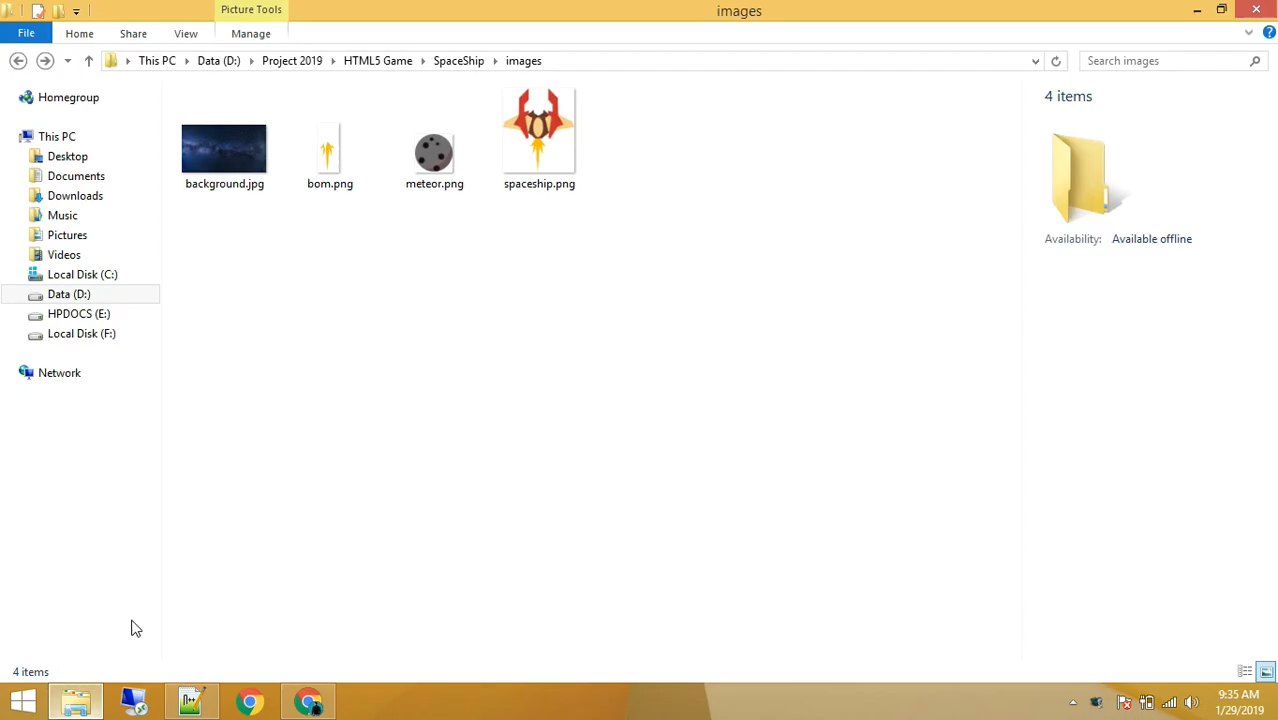 Picture Tools
images
File
Home
Share
View
Manage
This PC
Data (D:)
Project 2019
HTML5 Game
SpaceShip
images
Search images
Homegroup
This PC
Desktop
Documents
Downloads
Music
Pictures
Videos
Local Disk (C:)
Data (D:)
HPDOCS (E:)
Local Disk (F:)
Network
background.jpg
bom.png
meteor.png
spaceship.png
4 items
Availability: Available offline
4 items
9:35 AM
1/29/2019